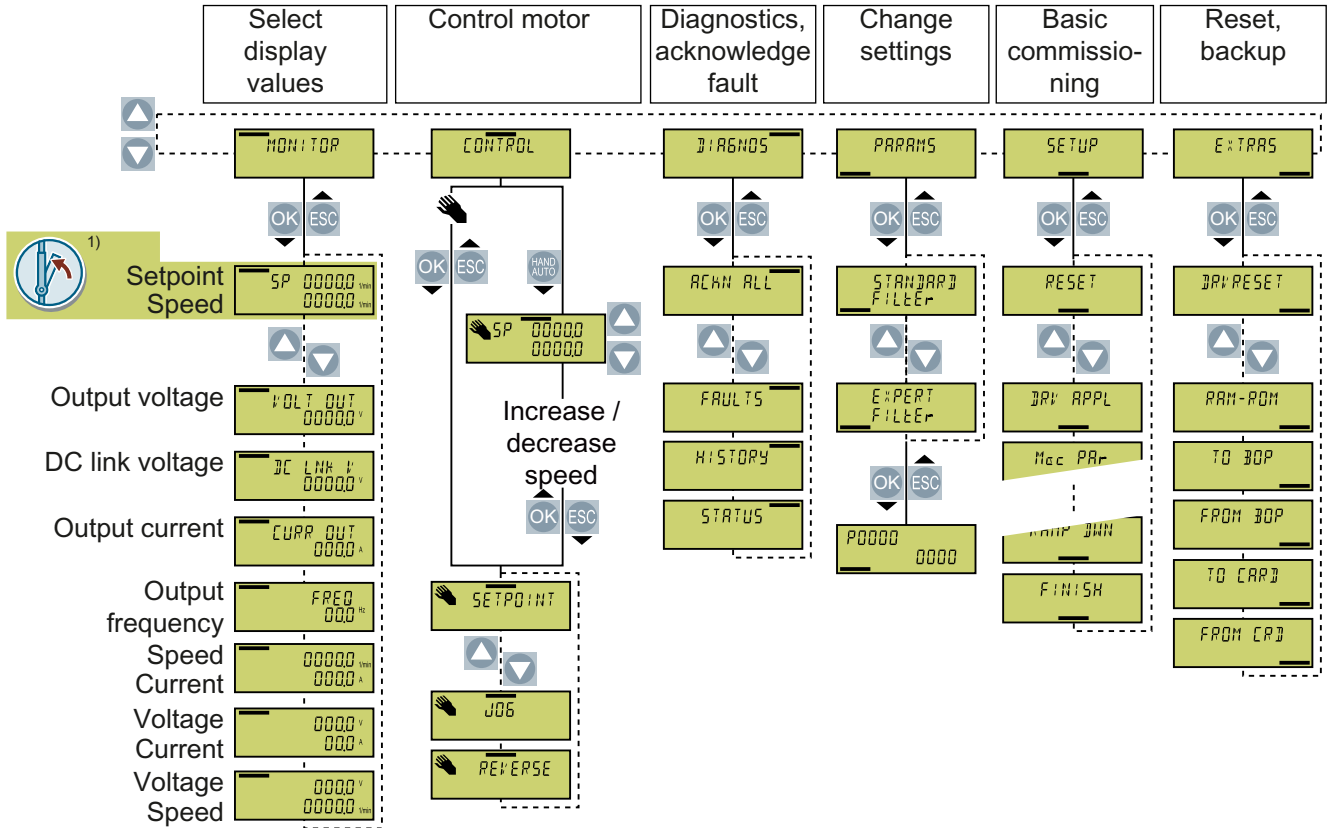 Select
display
values
Control motor
Diagnostics,
acknowledge
fault
Change
settings
Basic
commissio-
ning
Reset,
backup
MONITOR
CONTROL
DIAGNOS
PARAMS
SETUP
EXTRAS
OK ESC
OK ESC
HAND
AUTO
OK ESC
OK ESC
OK ESC
OK ESC
1)
Setpoint
Speed
SP 0000,0 1/min
0000,0 1/min
SP 0000,0
0000,0
ACKN ALL
STANDARD
FILtEr
RESET
DRVRESET
Output voltage
VOLT OUT
0000,0 V
Increase /
decrease
speed
FAULTS
EXPERT
FILtEr
DRV APPL
RAM-ROM
DC link voltage
DC LNK V
0000,0 V
HISTORY
OK ESC
Mac PAr
TO BOP
Output current
CURR OUT
000,0 A
OK ESC
STATUS
P0000
0000
RAMP DWN
FROM BOP
Output
frequency
FREQ
00,0 Hz
SETPOINT
FINISH
TO CARD
Speed
Current
0000,0 1/min
000,0 A
FROM CRD
Voltage
Current
000,0 V
00,0 A
JOG
Voltage
Speed
000,0 V
0000,0 1/min
REVERSE